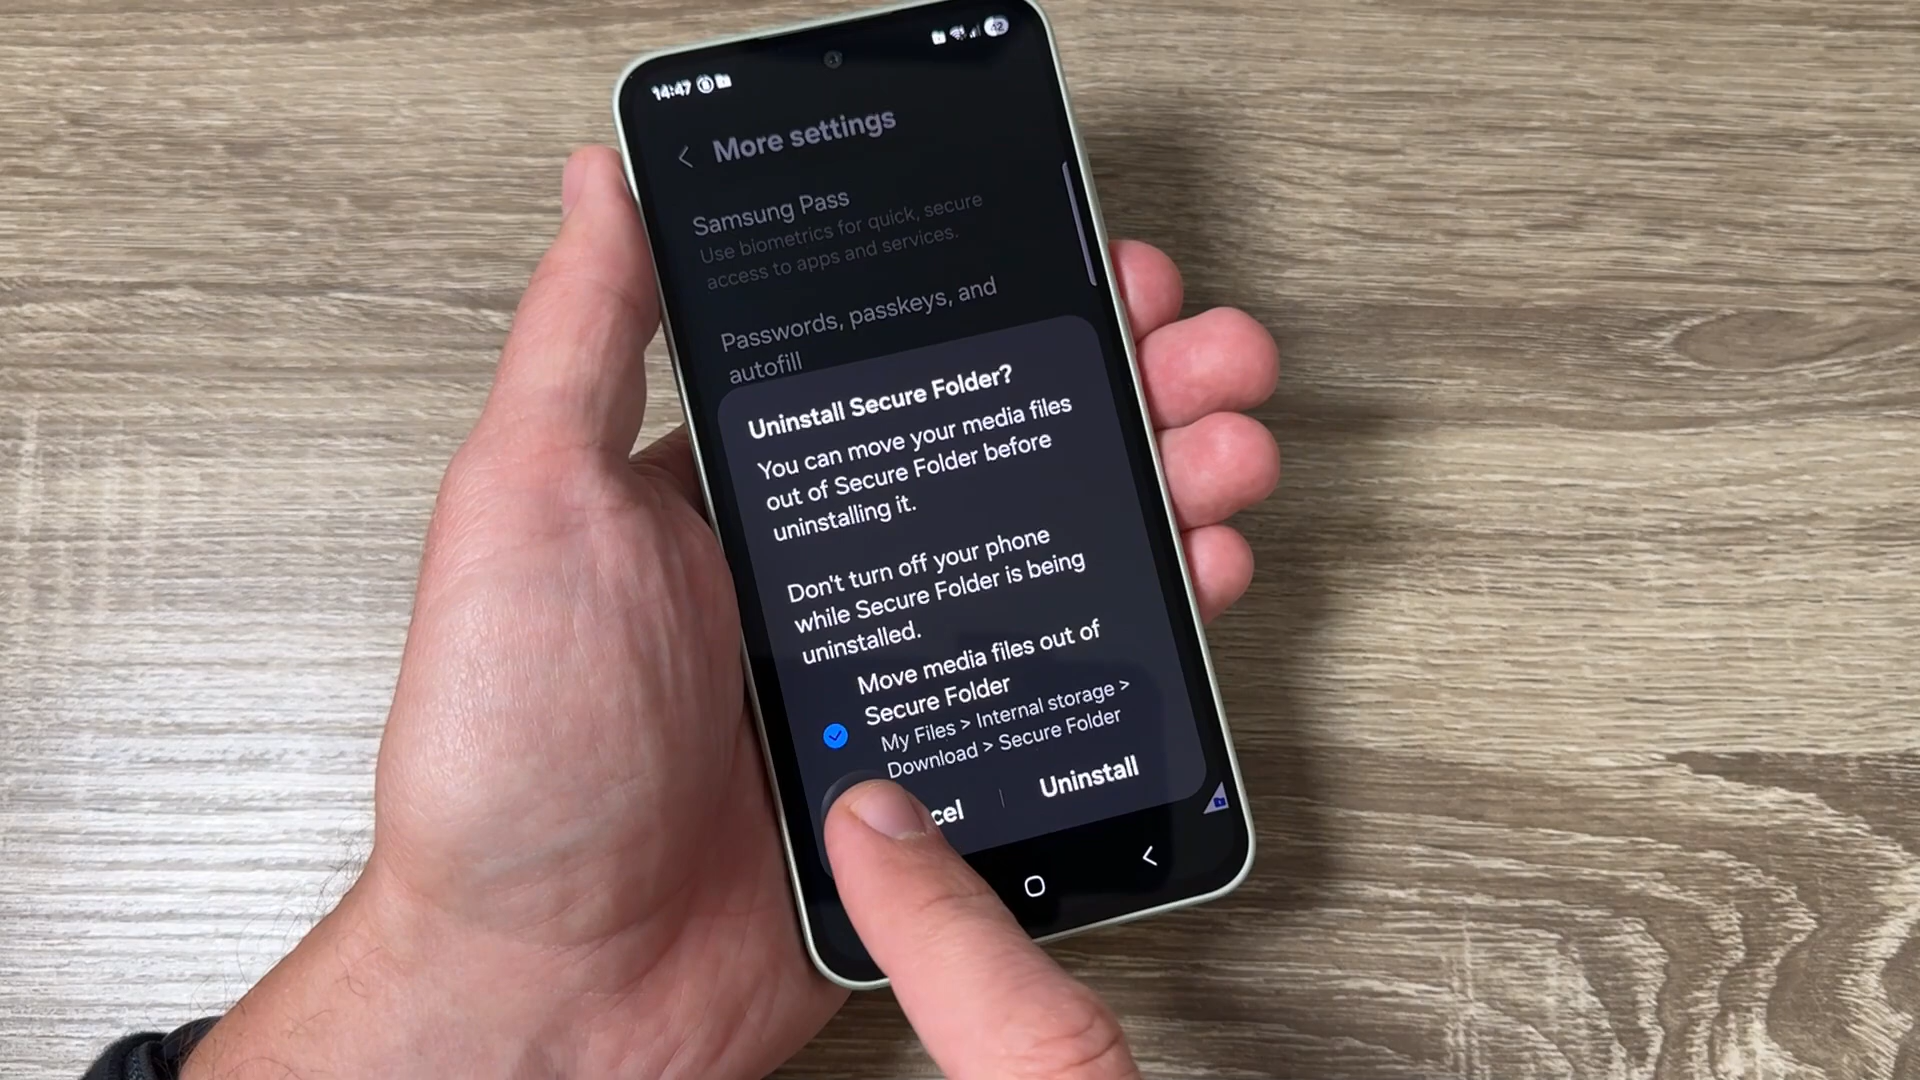 14:47
42
More settings
Samsung Pass
Use biometrics for quick, secure
access to apps and services.
Passwords, passkeys, and
autofill
Uninstall Secure Folder?
You can move your media files
out of Secure Folder before
uninstalling it.
Don't turn off your phone
while Secure Folder is being
uninstalled.
Move media files out of
Secure Folder
My Files > Internal storage >
Download > Secure Folder
cel
Uninstall